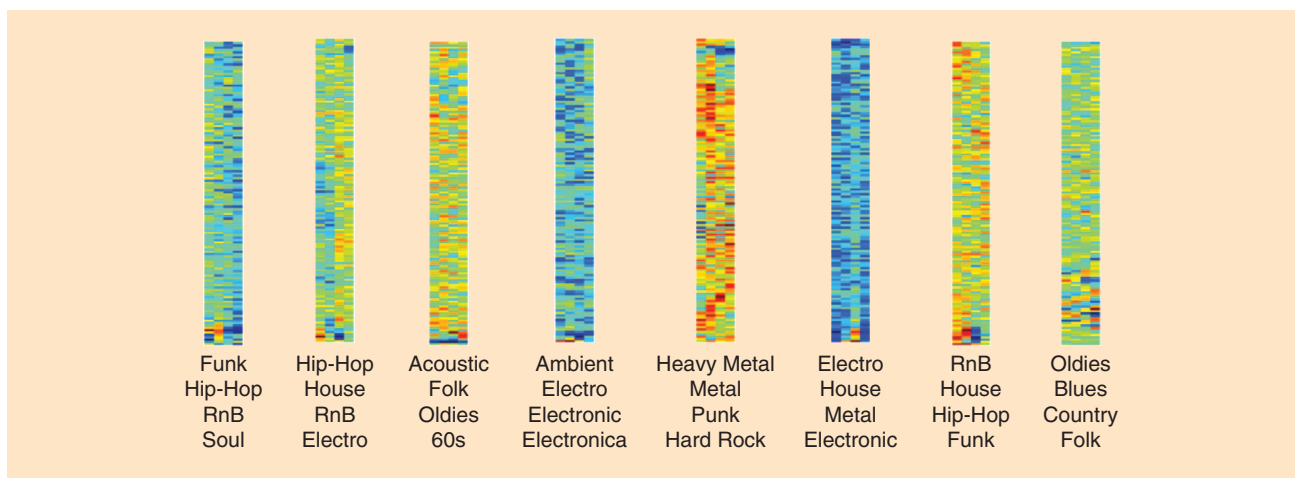 Funk
Hip-Hop
RnB
Soul
Hip-Hop
House
RnB
Electro
Acoustic
Folk
Oldies
60s
Ambient
Electro
Electronic
Electronica
Heavy Metal
Metal
Punk
Hard Rock
Electro
House
Metal
Electronic
RnB
House
Hip-Hop
Funk
Oldies
Blues
Country
Folk